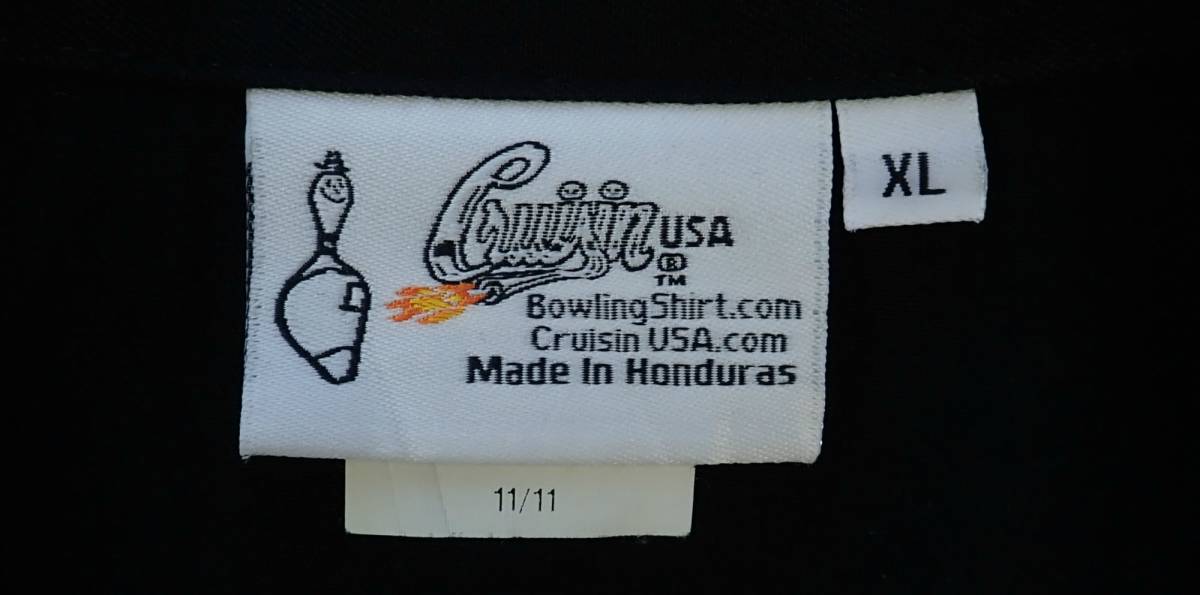 Cruisin USA
®
TM
BowlingShirt.com
Cruisin USA.com
Made In Honduras
XL
11/11